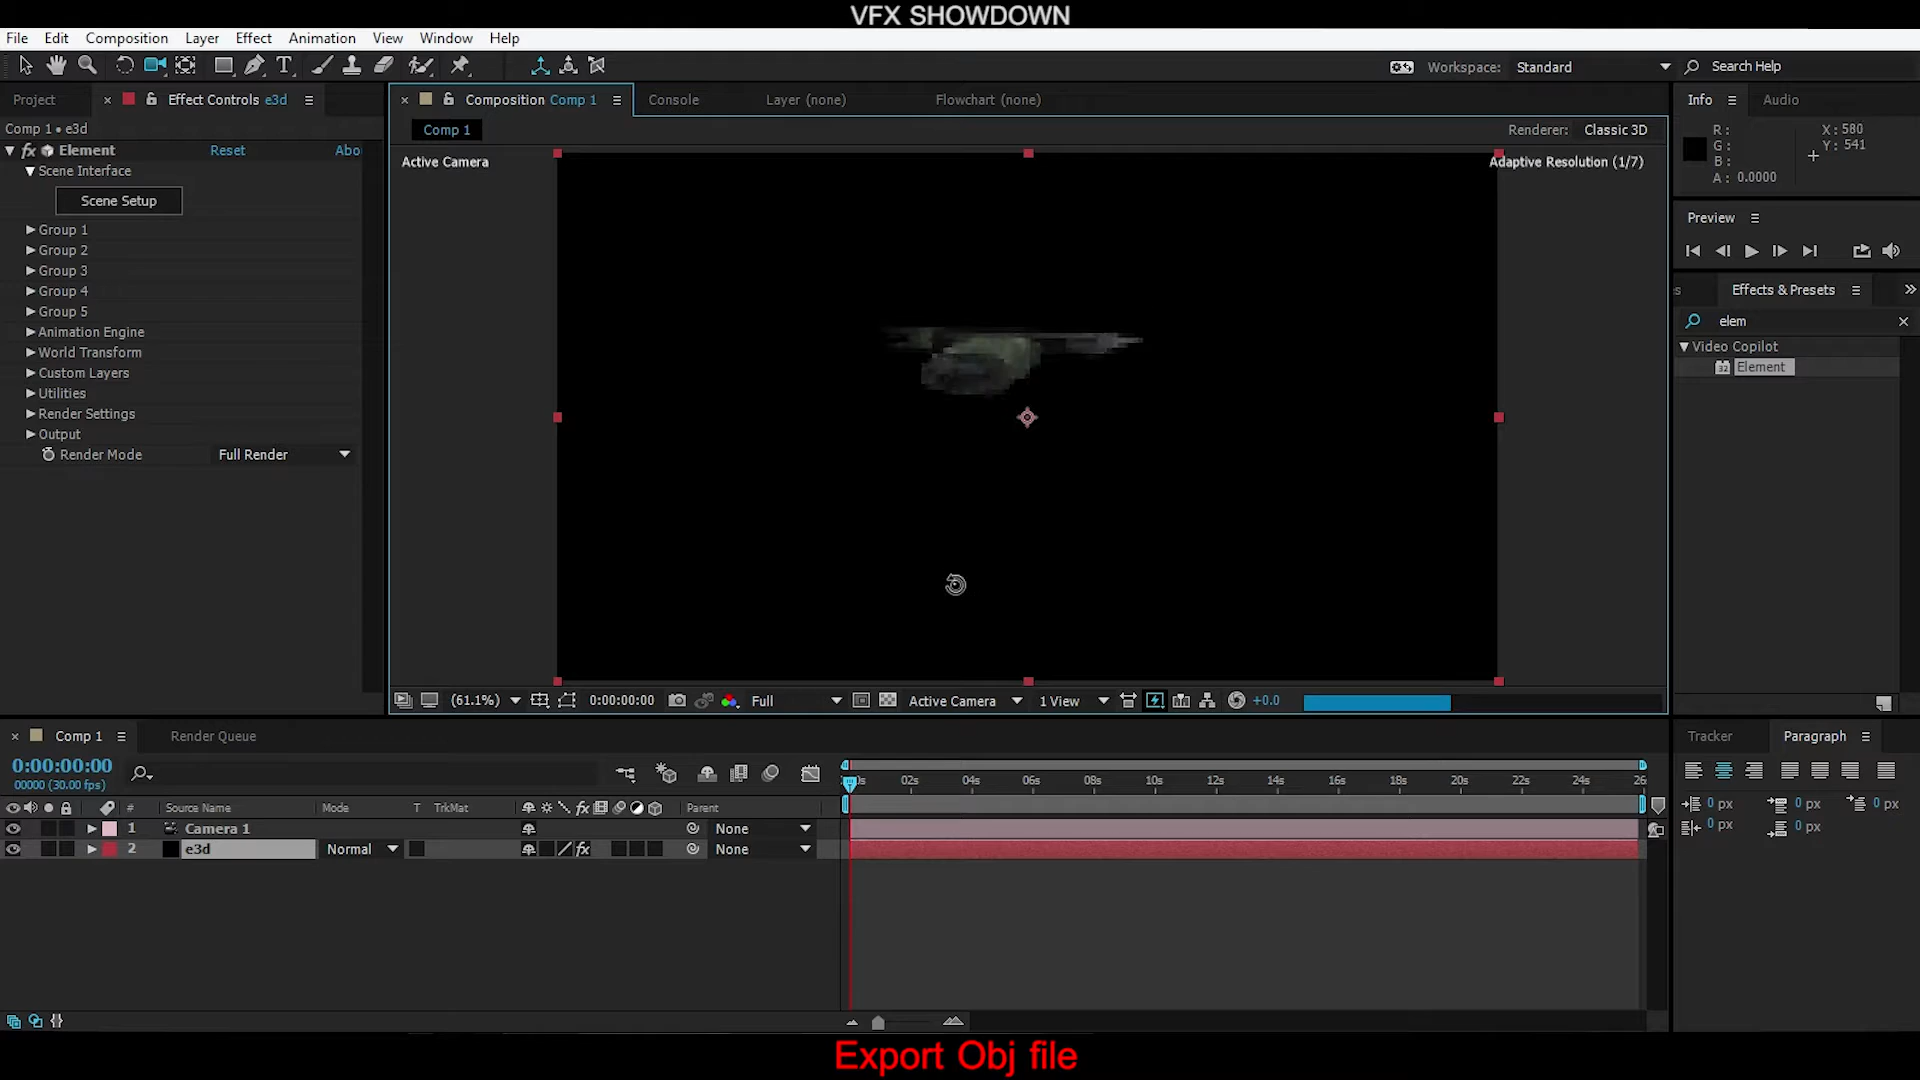 VFX SHOWDOWN
File Edit Composition Layer Effect Animation View Window Help
Workspace: Standard Search Help
Project Effect Controls e3d Composition Comp 1 Console Layer (none) Flowchart (none) Info Audio
Comp 1 • e3d
Comp 1 Renderer: Classic 3D
R: X: 580
G: Y: 541
B:
A: 0.0000
fx Element Reset Abo
Active Camera Adaptive Resolution (1/7)
Scene Interface
Scene Setup
Group 1
Group 2
Group 3
Group 4
Group 5
Animation Engine
World Transform
Custom Layers
Utilities
Render Settings
Output
Render Mode Full Render
Preview
Effects & Presets
elem
Video Copilot
32 Element
(61.1%) 0:00:00:00 Full Active Camera 1 View +0.0
Comp 1 Render Queue Tracker Paragraph
0:00:00:00
00000 (30.00 fps)
0s 02s 04s 06s 08s 10s 12s 14s 16s 18s 20s 22s 24s 26
# Source Name Mode T TrkMat fx Parent
1 Camera 1 None
2 e3d Normal fx None
0 px 0 px 0 px
0 px 0 px
Export Obj file